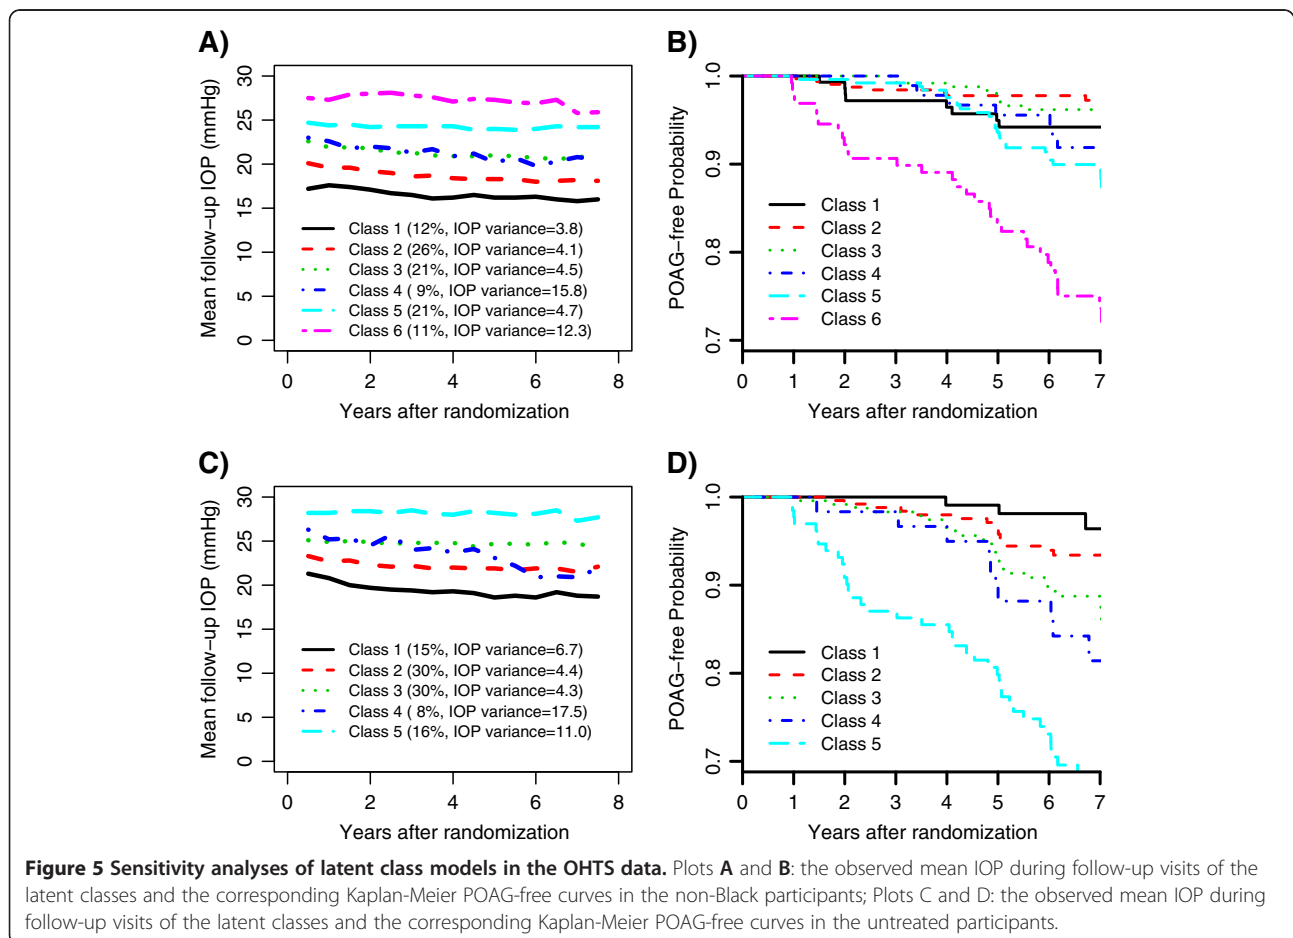 A)
Mean follow-up IOP (mmHg)
30
25
20
15
10
5
0
Class 1 (12%, IOP variance=3.8)
Class 2 (26%, IOP variance=4.1)
Class 3 (21%, IOP variance=4.5)
Class 4 ( 9%, IOP variance=15.8)
Class 5 (21%, IOP variance=4.7)
Class 6 (11%, IOP variance=12.3)
0 2 4 6 8
Years after randomization
B)
POAG-free Probability
1.0
0.9
0.8
0.7
Class 1
Class 2
Class 3
Class 4
Class 5
Class 6
0 1 2 3 4 5 6 7
Years after randomization
C)
Mean follow-up IOP (mmHg)
30
25
20
15
10
5
0
Class 1 (15%, IOP variance=6.7)
Class 2 (30%, IOP variance=4.4)
Class 3 (30%, IOP variance=4.3)
Class 4 ( 8%, IOP variance=17.5)
Class 5 (16%, IOP variance=11.0)
0 2 4 6 8
Years after randomization
D)
POAG-free Probability
1.0
0.9
0.8
0.7
Class 1
Class 2
Class 3
Class 4
Class 5
0 1 2 3 4 5 6 7
Years after randomization
Figure 5 Sensitivity analyses of latent class models in the OHTS data. Plots A and B: the observed mean IOP during follow-up visits of the
latent classes and the corresponding Kaplan-Meier POAG-free curves in the non-Black participants; Plots C and D: the observed mean IOP during
follow-up visits of the latent classes and the corresponding Kaplan-Meier POAG-free curves in the untreated participants.